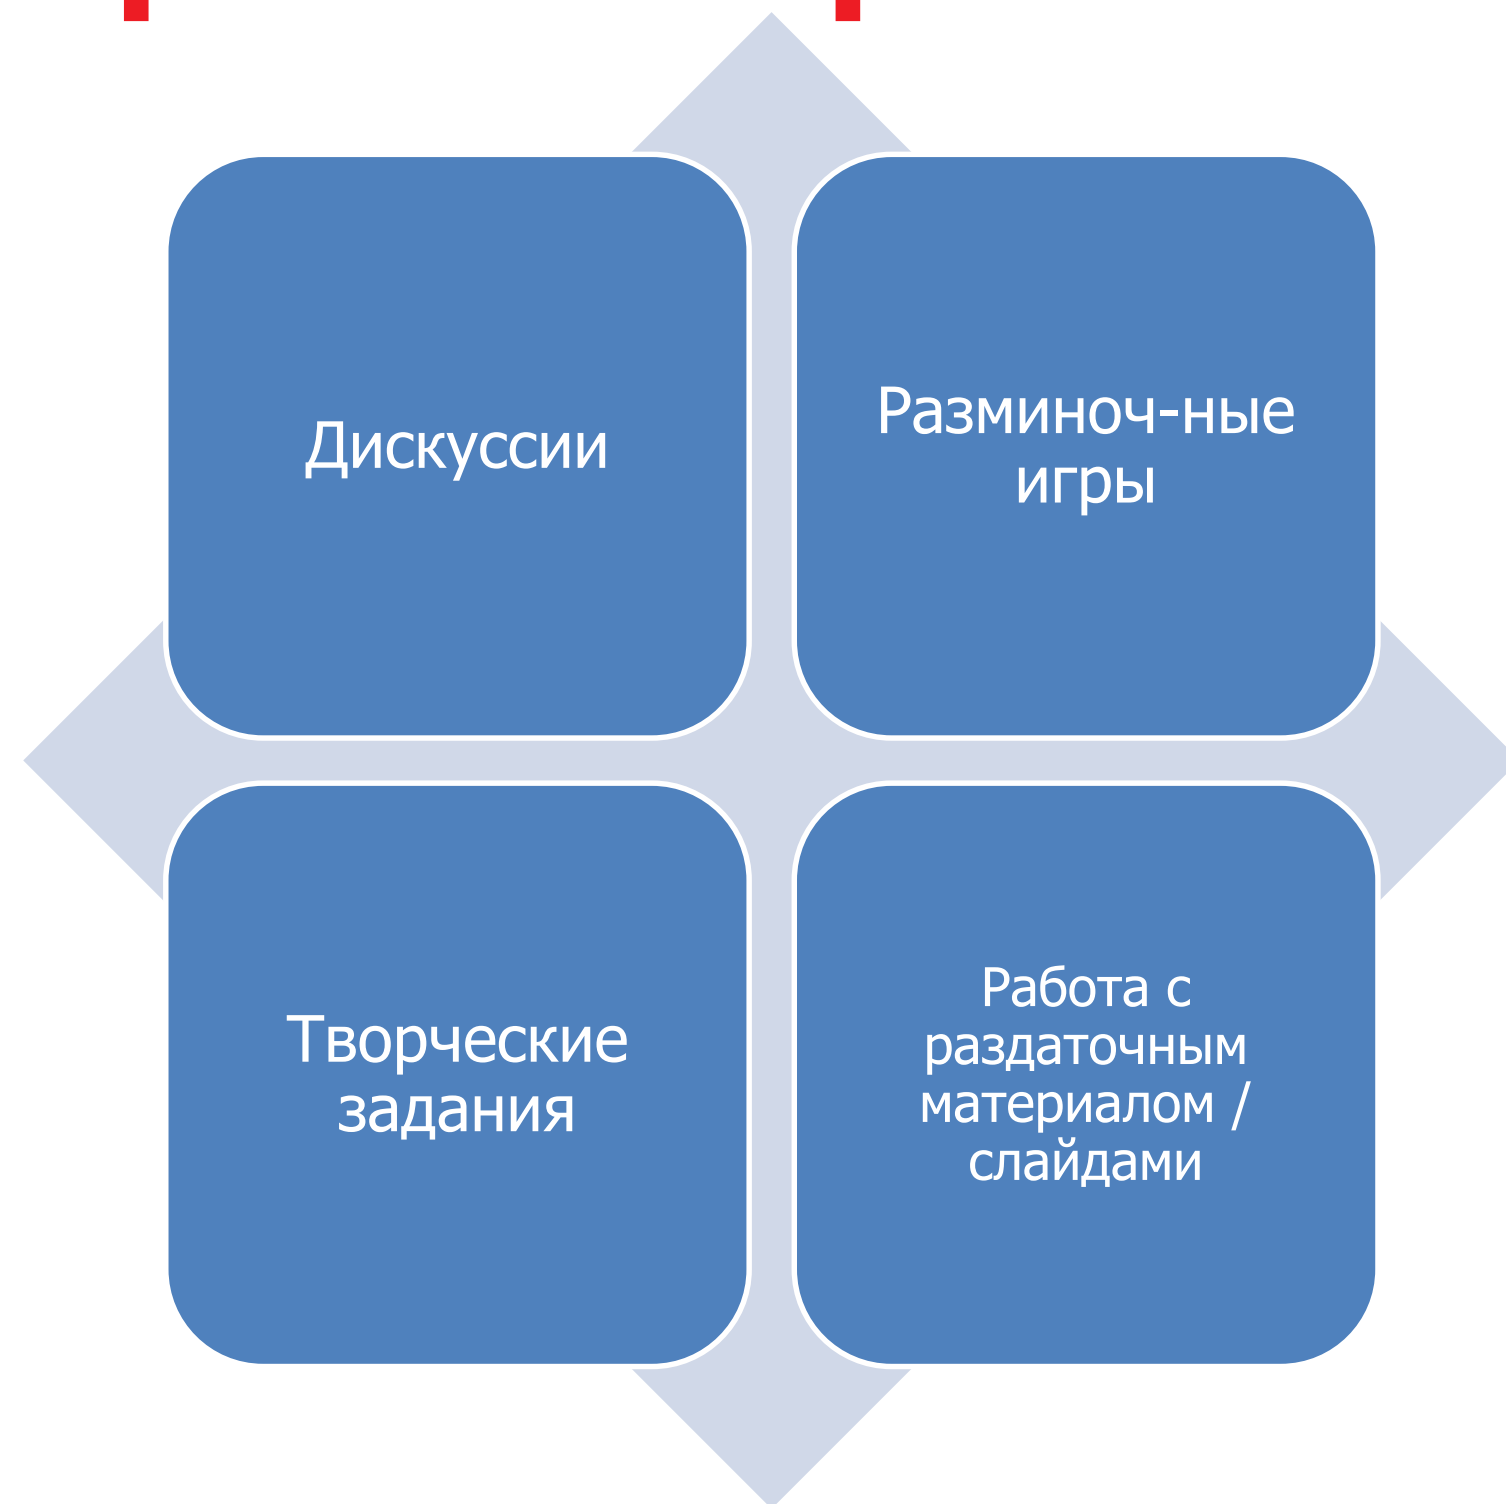 Дискуссии
Разминоч-ные
игры
Творческие
задания
Работа с
раздаточным
материалом /
слайдами